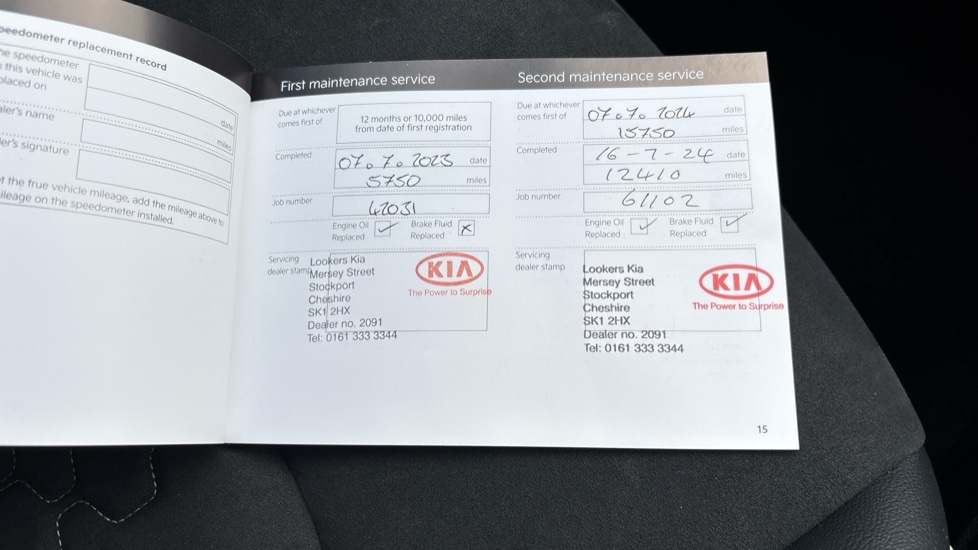 peedometer replacement record
he speedometer
this vehicle was
placed on
date
miles
aler's name
er's signature
f the true vehicle mileage, add the mileage above to
ileage on the speedometer installed.
First maintenance service
Due at whichever
comes first of
12 months or 10,000 miles
from date of first registration
Completed
07.7.2023 date
5750 miles
Job number
42031
Engine Oil Replaced ✓ Brake Fluid Replaced ✗
Servicing
dealer stamp
Lookers Kia
Mersey Street
Stockport
Cheshire
SK1 2HX
Dealer no. 2091
Tel: 0161 333 3344
KIA
The Power to Surprise
Second maintenance service
Due at whichever
comes first of
07.7.2024 date
15750 miles
Completed
16-7-24 date
12410 miles
Job number
61102
Engine Oil Replaced ✓ Brake Fluid Replaced ✓
Servicing
dealer stamp
Lookers Kia
Mersey Street
Stockport
Cheshire
SK1 2HX
Dealer no. 2091
Tel: 0161 333 3344
KIA
The Power to Surprise
15